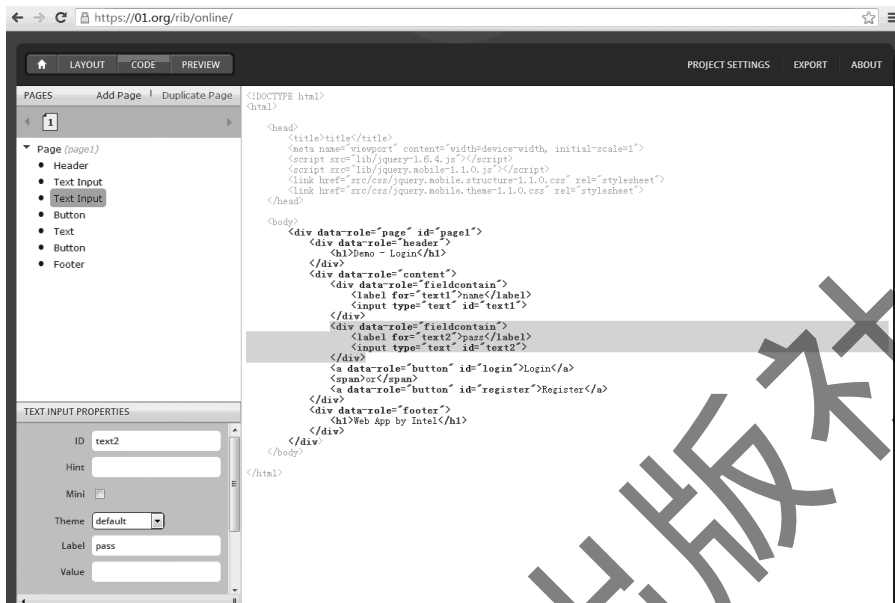 https://01.org/rib/online/
LAYOUT CODE PREVIEW PROJECT SETTINGS EXPORT ABOUT
PAGES Add Page Duplicate Page
1
Page (page1)
Header
Text Input
Text Input
Button
Text
Button
Footer
TEXT INPUT PROPERTIES
ID text2
Hint
Mini
Theme default
Label pass
Value
<!DOCTYPE html>
<html>
<head>
<title>title</title>
<meta name="viewport" content="width=device-width, initial-scale=1">
<script src="lib/jquery-1.6.4.js"></script>
<script src="lib/jquery.mobile-1.1.0.js"></script>
<link href="src/css/jquery.mobile.structure-1.1.0.css" rel="stylesheet">
<link href="src/css/jquery.mobile.theme-1.1.0.css" rel="stylesheet">
</head>
<body>
<div data-role="page" id="page1">
<div data-role="header">
<h1>Demo - Login</h1>
</div>
<div data-role="content">
<div data-role="fieldcontain">
<label for="text1">name</label>
<input type="text" id="text1">
</div>
<div data-role="fieldcontain">
<label for="text2">pass</label>
<input type="text" id="text2">
</div>
<a data-role="button" id="login">Login</a>
<span>or</span>
<a data-role="button" id="register">Register</a>
</div>
<div data-role="footer">
<h1>Web App by Intel</h1>
</div>
</div>
</body>
</html>
出版社